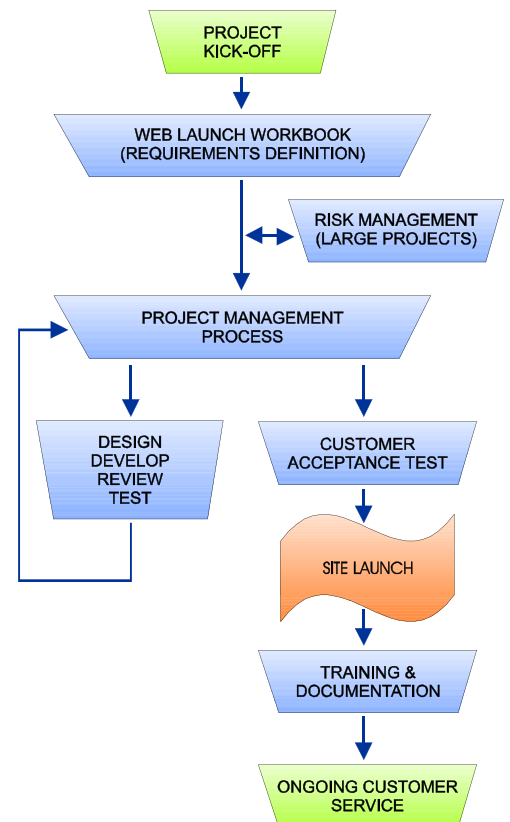 PROJECT
KICK-OFF
WEB LAUNCH WORKBOOK
(REQUIREMENTS DEFINITION)
RISK MANAGEMENT
(LARGE PROJECTS)
PROJECT MANAGEMENT
PROCESS
DESIGN
DEVELOP
REVIEW
TEST
CUSTOMER
ACCEPTANCE TEST
SITE LAUNCH
TRAINING &
DOCUMENTATION
ONGOING CUSTOMER
SERVICE